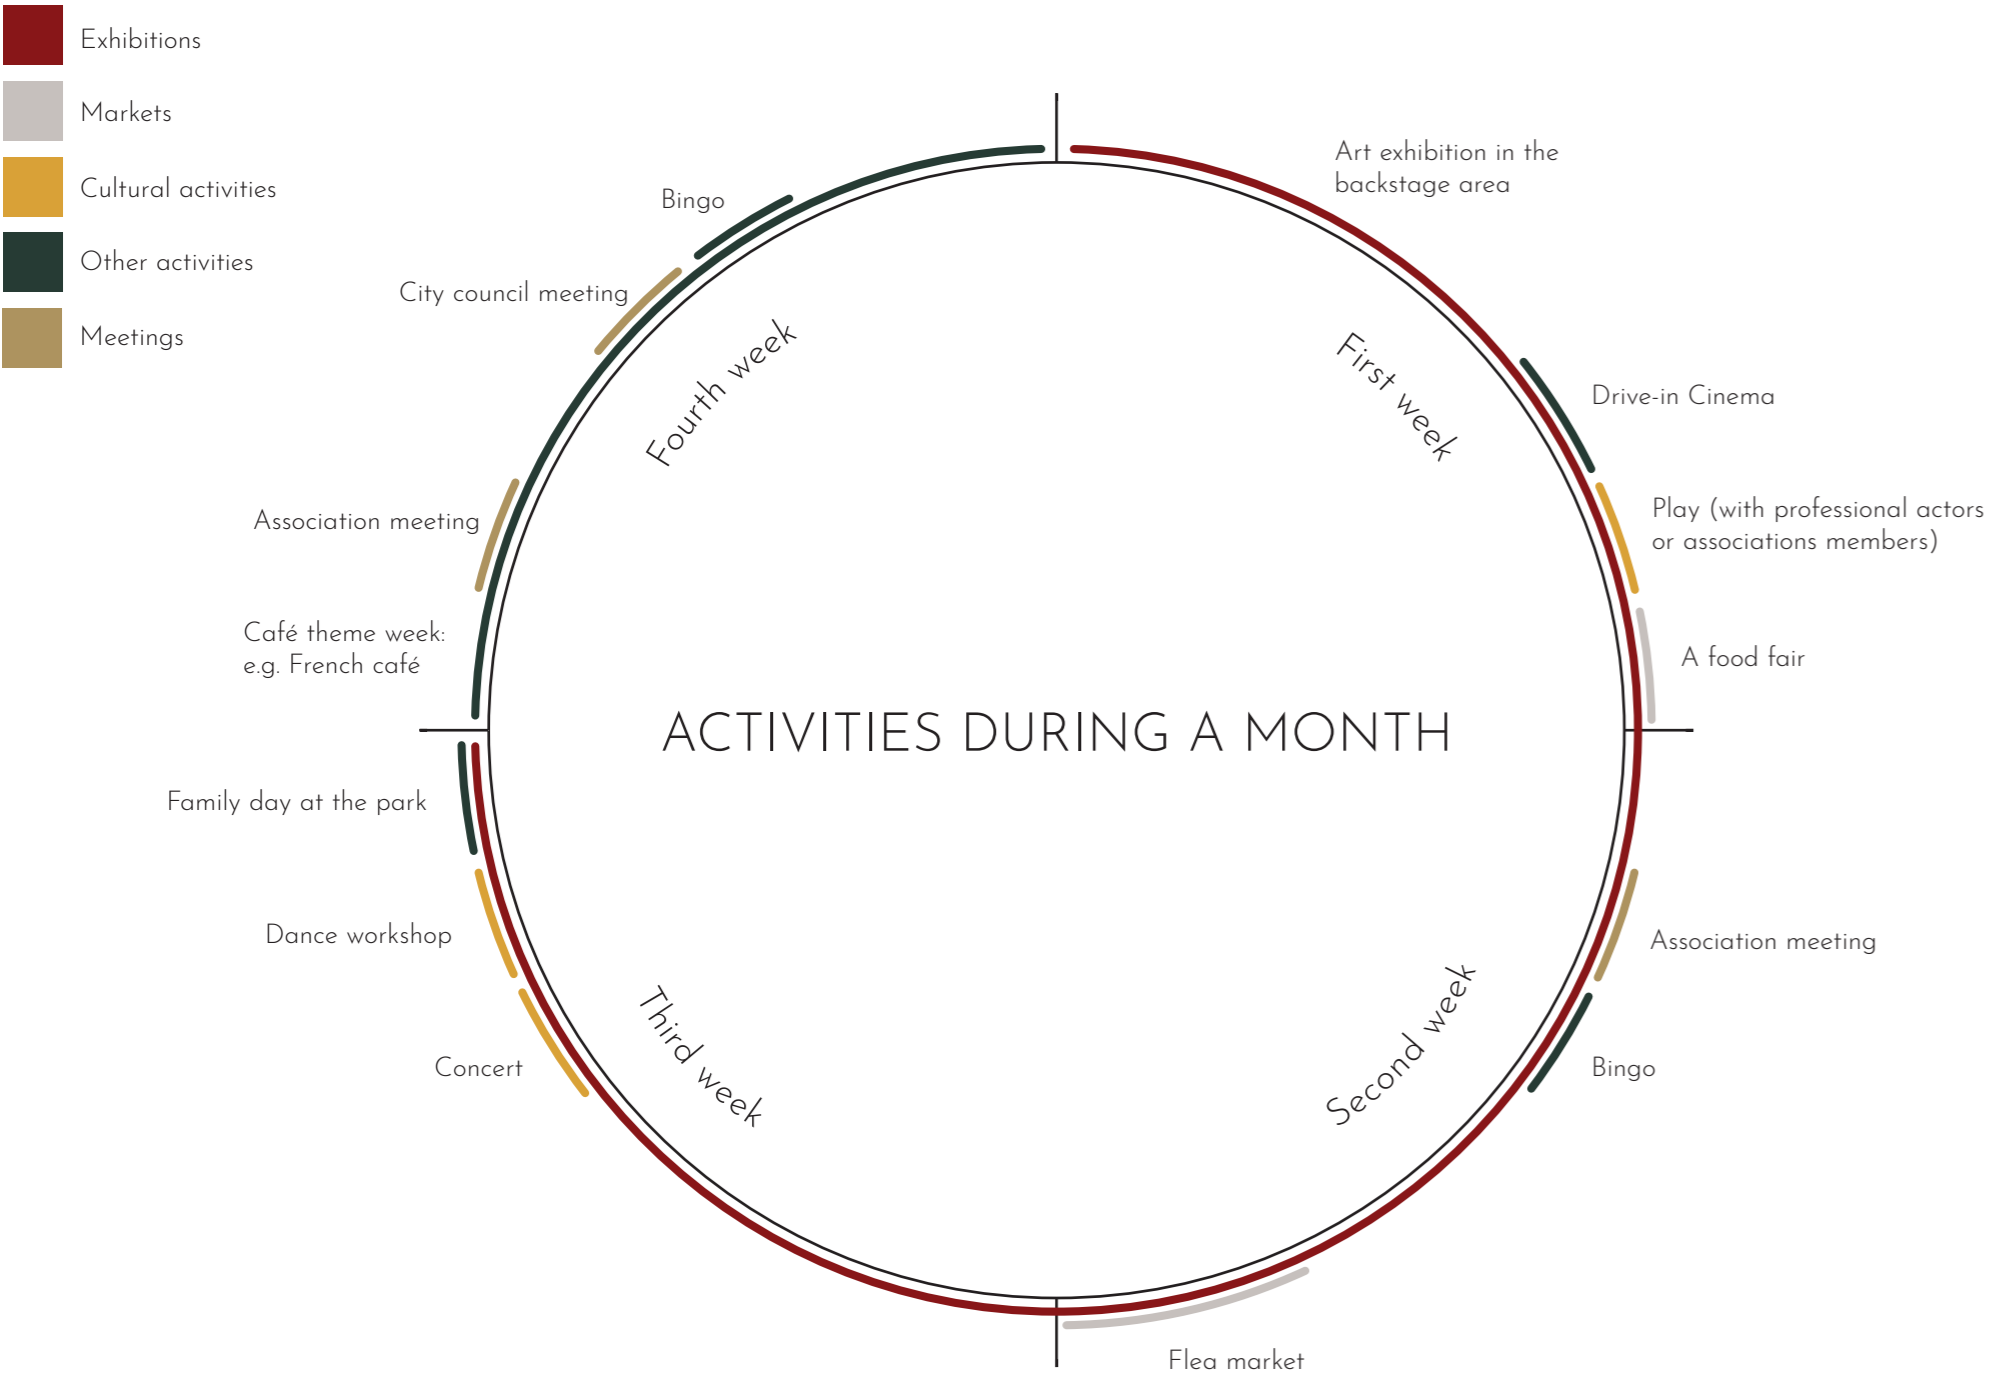 Exhibitions
Markets
Cultural activities
Other activities
Meetings
Art exhibition in the
backstage area
Drive-in Cinema
Play (with professional actors
or associations members)
A food fair
First week
Association meeting
Bingo
Flea market
Second week
Concert
Dance workshop
Family day at the park
Third week
Café theme week:
e.g. French café
Association meeting
City council meeting
Bingo
Fourth week
ACTIVITIES DURING A MONTH